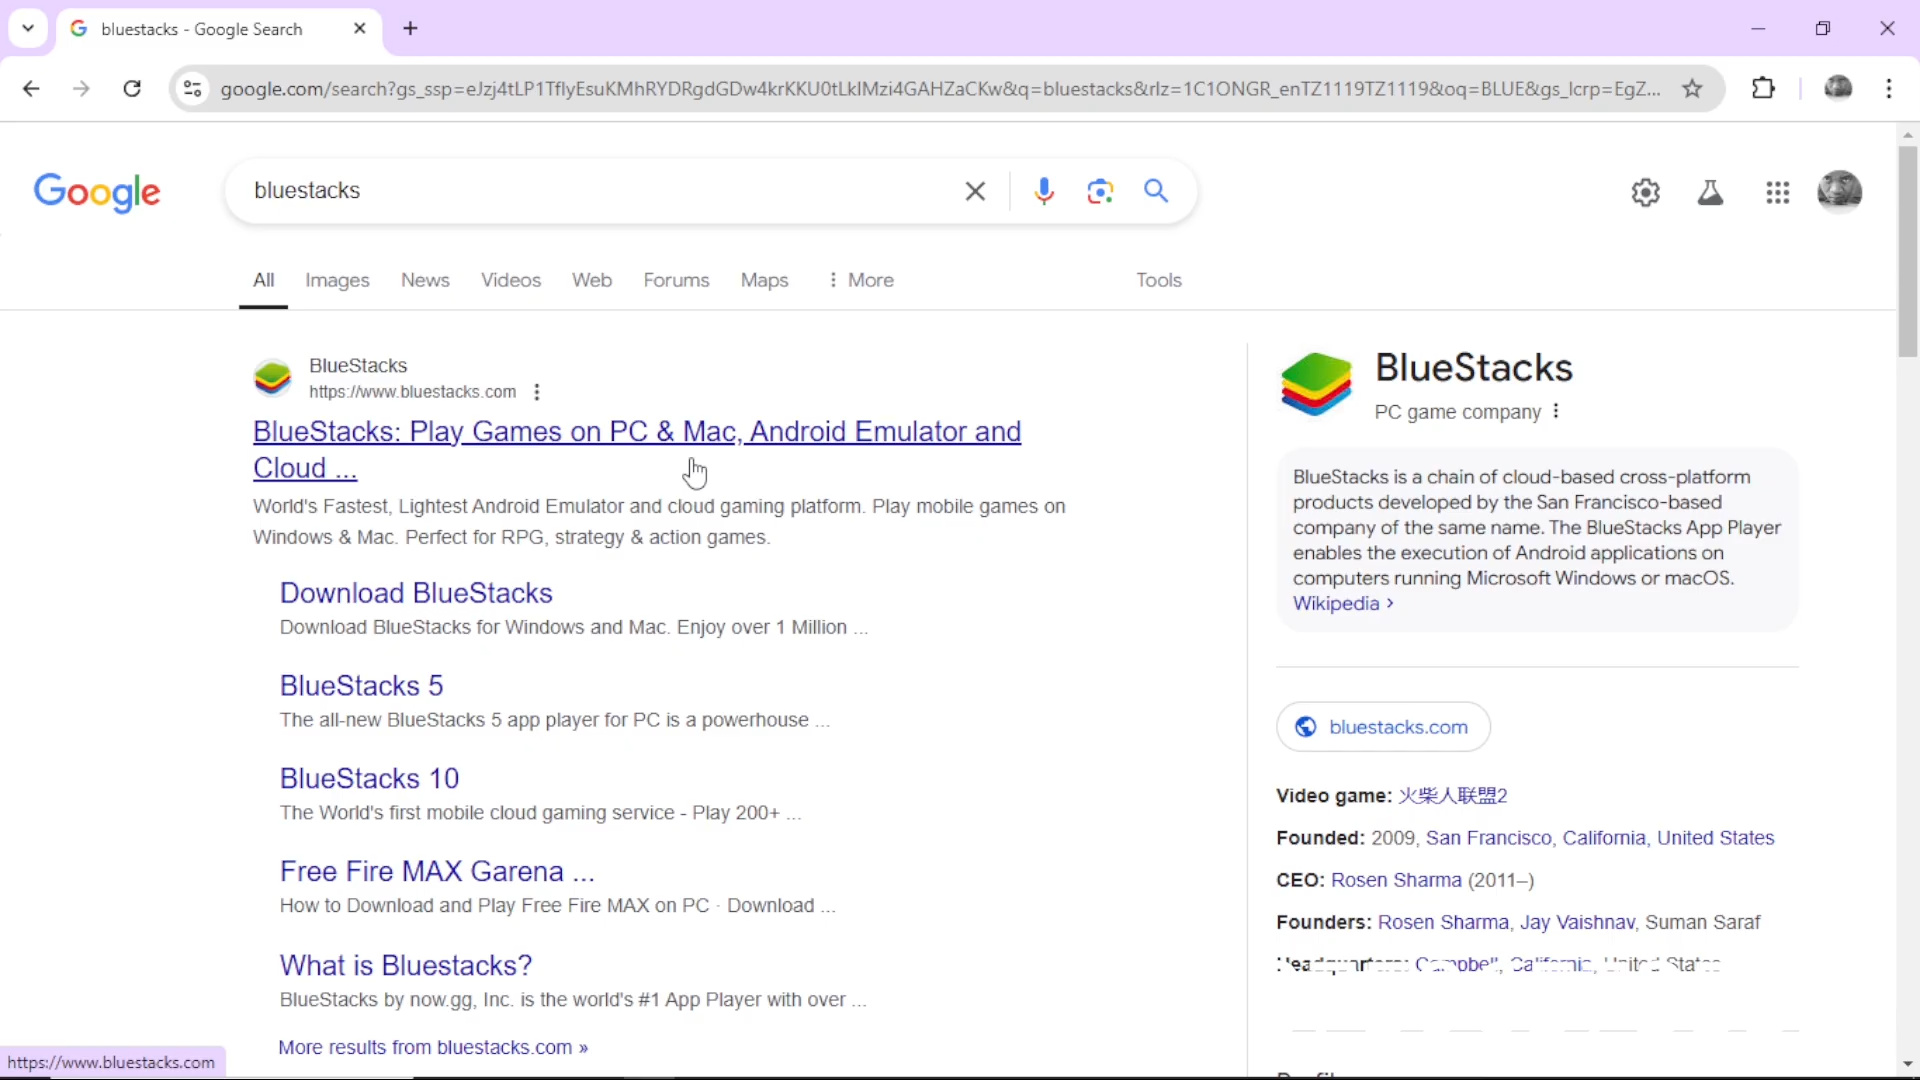 bluestacks - Google Search
google.com/search?gs_ssp=eJzj4tLP1TflyEsuKMhRYDRgdGDw4krKKU0tLklMzi4GAHZaCKw&q=bluestacks&rlz=1C1ONGR_enTZ1119TZ1119&oq=BLUE&gs_lcrp=EgZ...
Google
bluestacks
All Images News Videos Web Forums Maps More Tools
BlueStacks
https://www.bluestacks.com
BlueStacks: Play Games on PC & Mac, Android Emulator and
Cloud ...
World's Fastest, Lightest Android Emulator and cloud gaming platform. Play mobile games on
Windows & Mac. Perfect for RPG, strategy & action games.
Download BlueStacks
Download BlueStacks for Windows and Mac. Enjoy over 1 Million ...
BlueStacks 5
The all-new BlueStacks 5 app player for PC is a powerhouse ...
BlueStacks 10
The World's first mobile cloud gaming service - Play 200+ ...
Free Fire MAX Garena ...
How to Download and Play Free Fire MAX on PC · Download ...
What is Bluestacks?
BlueStacks by now.gg, Inc. is the world's #1 App Player with over ...
More results from bluestacks.com »
https://www.bluestacks.com
BlueStacks
PC game company
BlueStacks is a chain of cloud-based cross-platform
products developed by the San Francisco-based
company of the same name. The BlueStacks App Player
enables the execution of Android applications on
computers running Microsoft Windows or macOS.
Wikipedia ›
bluestacks.com
Video game: 火柴人联盟2
Founded: 2009, San Francisco, California, United States
CEO: Rosen Sharma (2011–)
Founders: Rosen Sharma, Jay Vaishnav, Suman Saraf
Headquarters: Campbell, California, United States